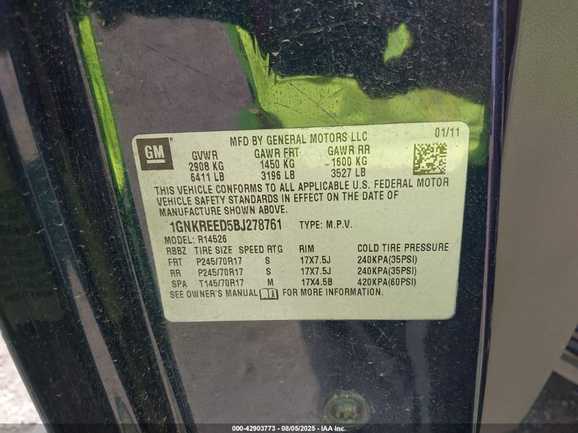 GM
MFD BY GENERAL MOTORS LLC 01/11
GVWR GAWR FRT GAWR RR
2908 KG 1450 KG 1600 KG
6411 LB 3196 LB 3527 LB
THIS VEHICLE CONFORMS TO ALL APPLICABLE U.S. FEDERAL MOTOR
VEHICLE SAFETY STANDARDS IN EFFECT ON THE DATE OF
MANUFACTURE SHOWN ABOVE.
1GNKREED5BJ278761 TYPE: M.P.V.
MODEL: R14526
RBBZ TIRE SIZE SPEED RTG RIM COLD TIRE PRESSURE
FRT P245/70R17 S 17X7.5J 240KPA(35PSI)
RR P245/70R17 S 17X7.5J 240KPA(35PSI)
SPA T145/70R17 M 17X4.5B 420KPA(60PSI)
SEE OWNER'S MANUAL FOR MORE INFORMATION.
000-42903773 - 08/05/2025 - IAA Inc.